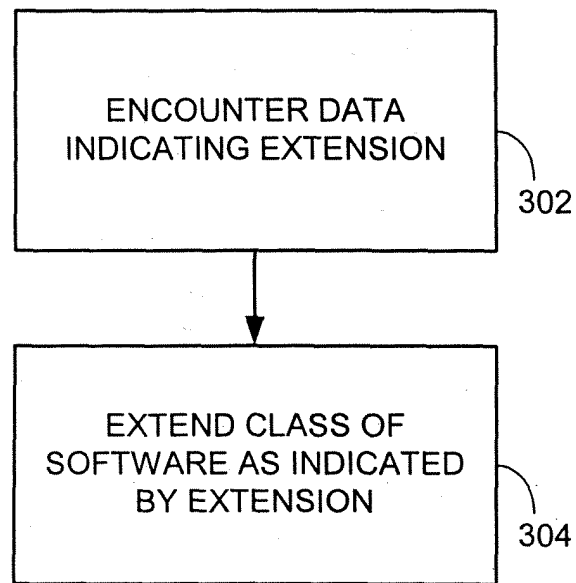 ENCOUNTER DATA
INDICATING EXTENSION
302
EXTEND CLASS OF
SOFTWARE AS INDICATED
BY EXTENSION
304